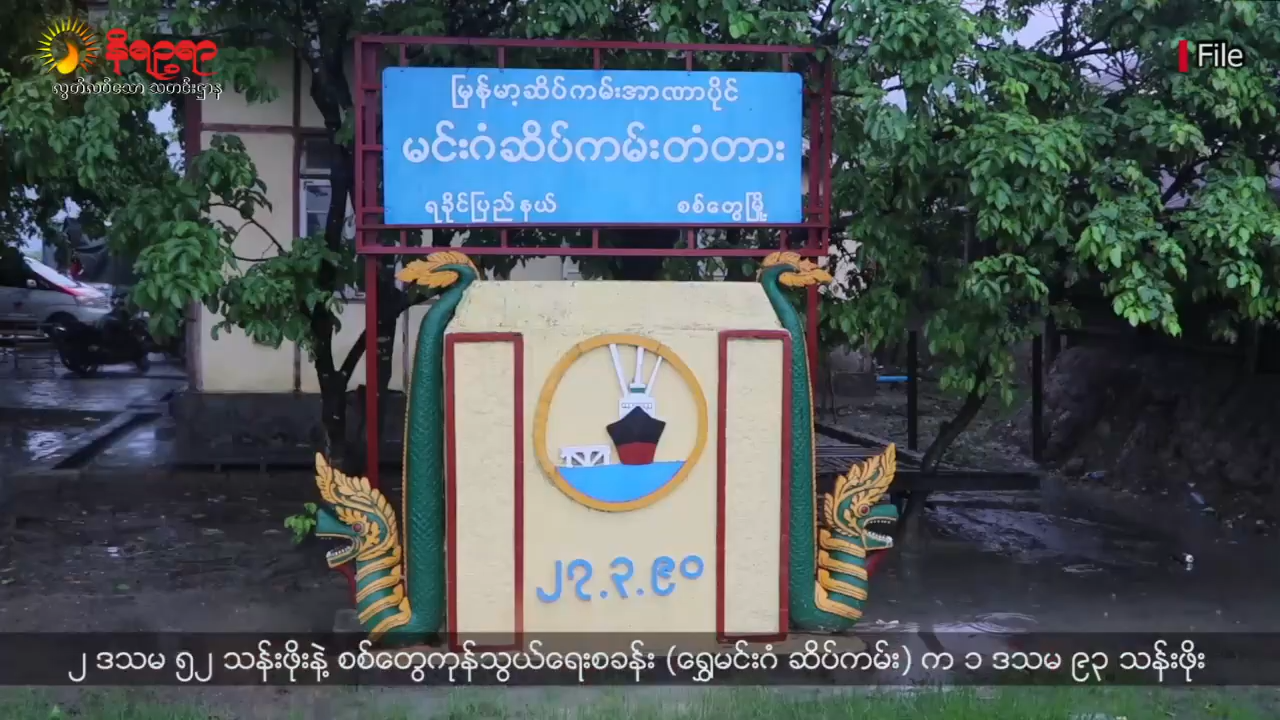 နိရဉ္စရာ
လွတ်လပ်သော သတင်းဌာန
File
မြန်မာ့ဆိပ်ကမ်းအာဏာပိုင်
မင်းဂံဆိပ်ကမ်းတံတား
ရခိုင်ပြည်နယ် စစ်တွေမြို့
၂၇.၃.၉၀
၂ ဒသမ ၅၂ သန်းဖိုးနဲ့ စစ်တွေကုန်သွယ်ရေးစခန်း (ရွှေမင်းဂံ ဆိပ်ကမ်း) က ၁ ဒသမ ၉၃ သန်းဖိုး